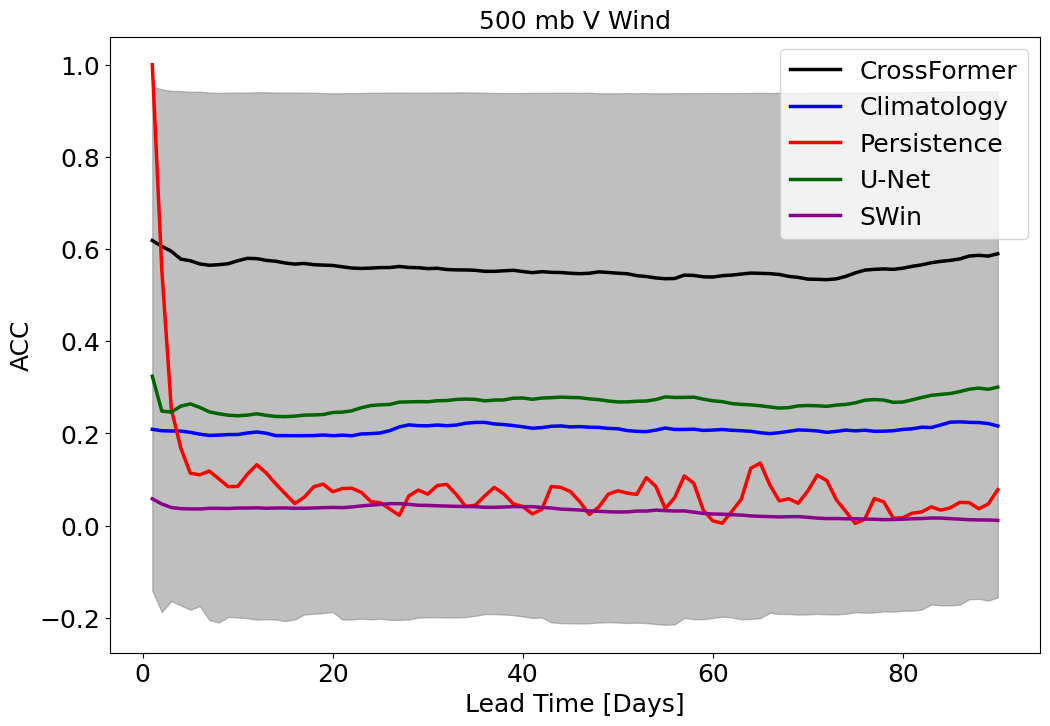 500 mb V Wind
CrossFormer
Climatology
Persistence
U-Net
SWin
ACC
1.0
0.8
0.6
0.4
0.2
0.0
−0.2
0 20 40 60 80
Lead Time [Days]